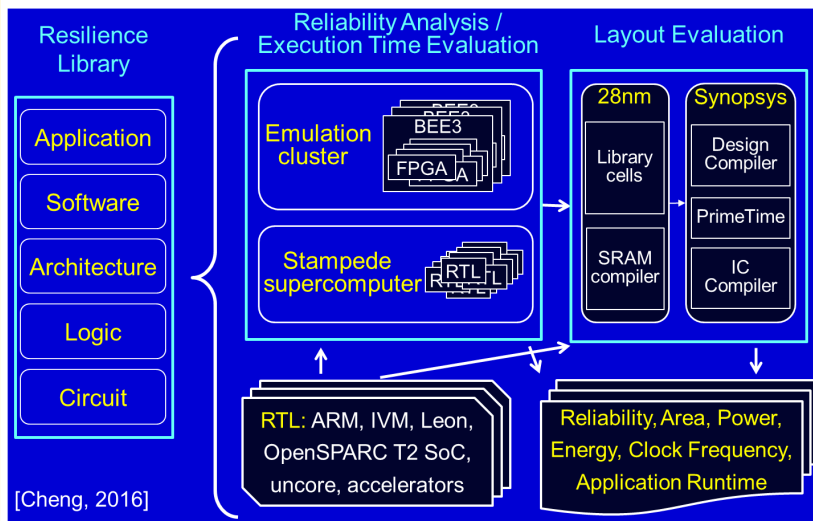 Resilience
Library
Application
Software
Architecture
Logic
Circuit
[Cheng, 2016]
Reliability Analysis /
Execution Time Evaluation
Emulation
cluster
BEE3
FPGA
Stampede
supercomputer
RTL
RTL: ARM, IVM, Leon,
OpenSPARC T2 SoC,
uncore, accelerators
Layout Evaluation
28nm
Library
cells
SRAM
compiler
Synopsys
Design
Compiler
PrimeTime
IC
Compiler
Reliability, Area, Power,
Energy, Clock Frequency,
Application Runtime